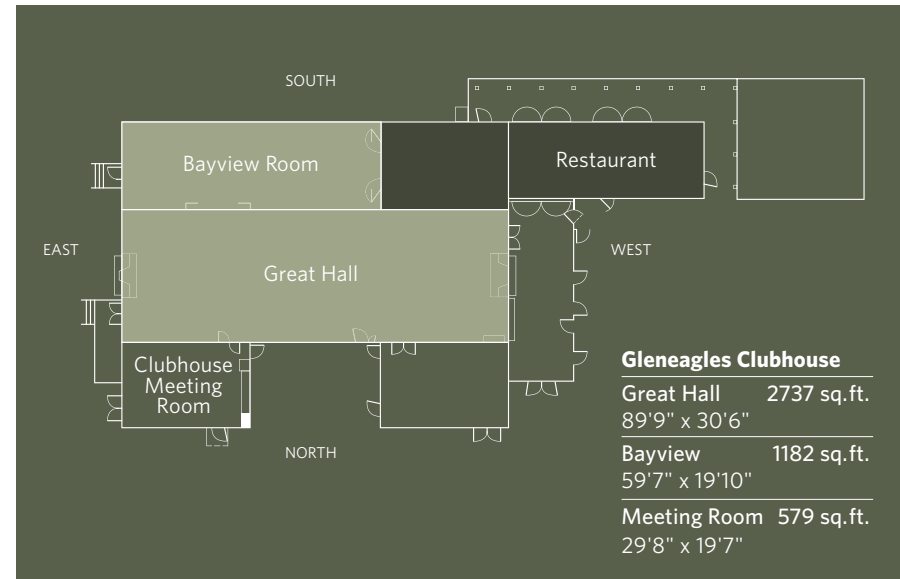 SOUTH
Bayview Room
Restaurant
EAST
WEST
Great Hall
Clubhouse
Meeting
Room
NORTH
Gleneagles Clubhouse
Great Hall 2737 sq.ft.
89'9" x 30'6"
Bayview 1182 sq.ft.
59'7" x 19'10"
Meeting Room 579 sq.ft.
29'8" x 19'7"